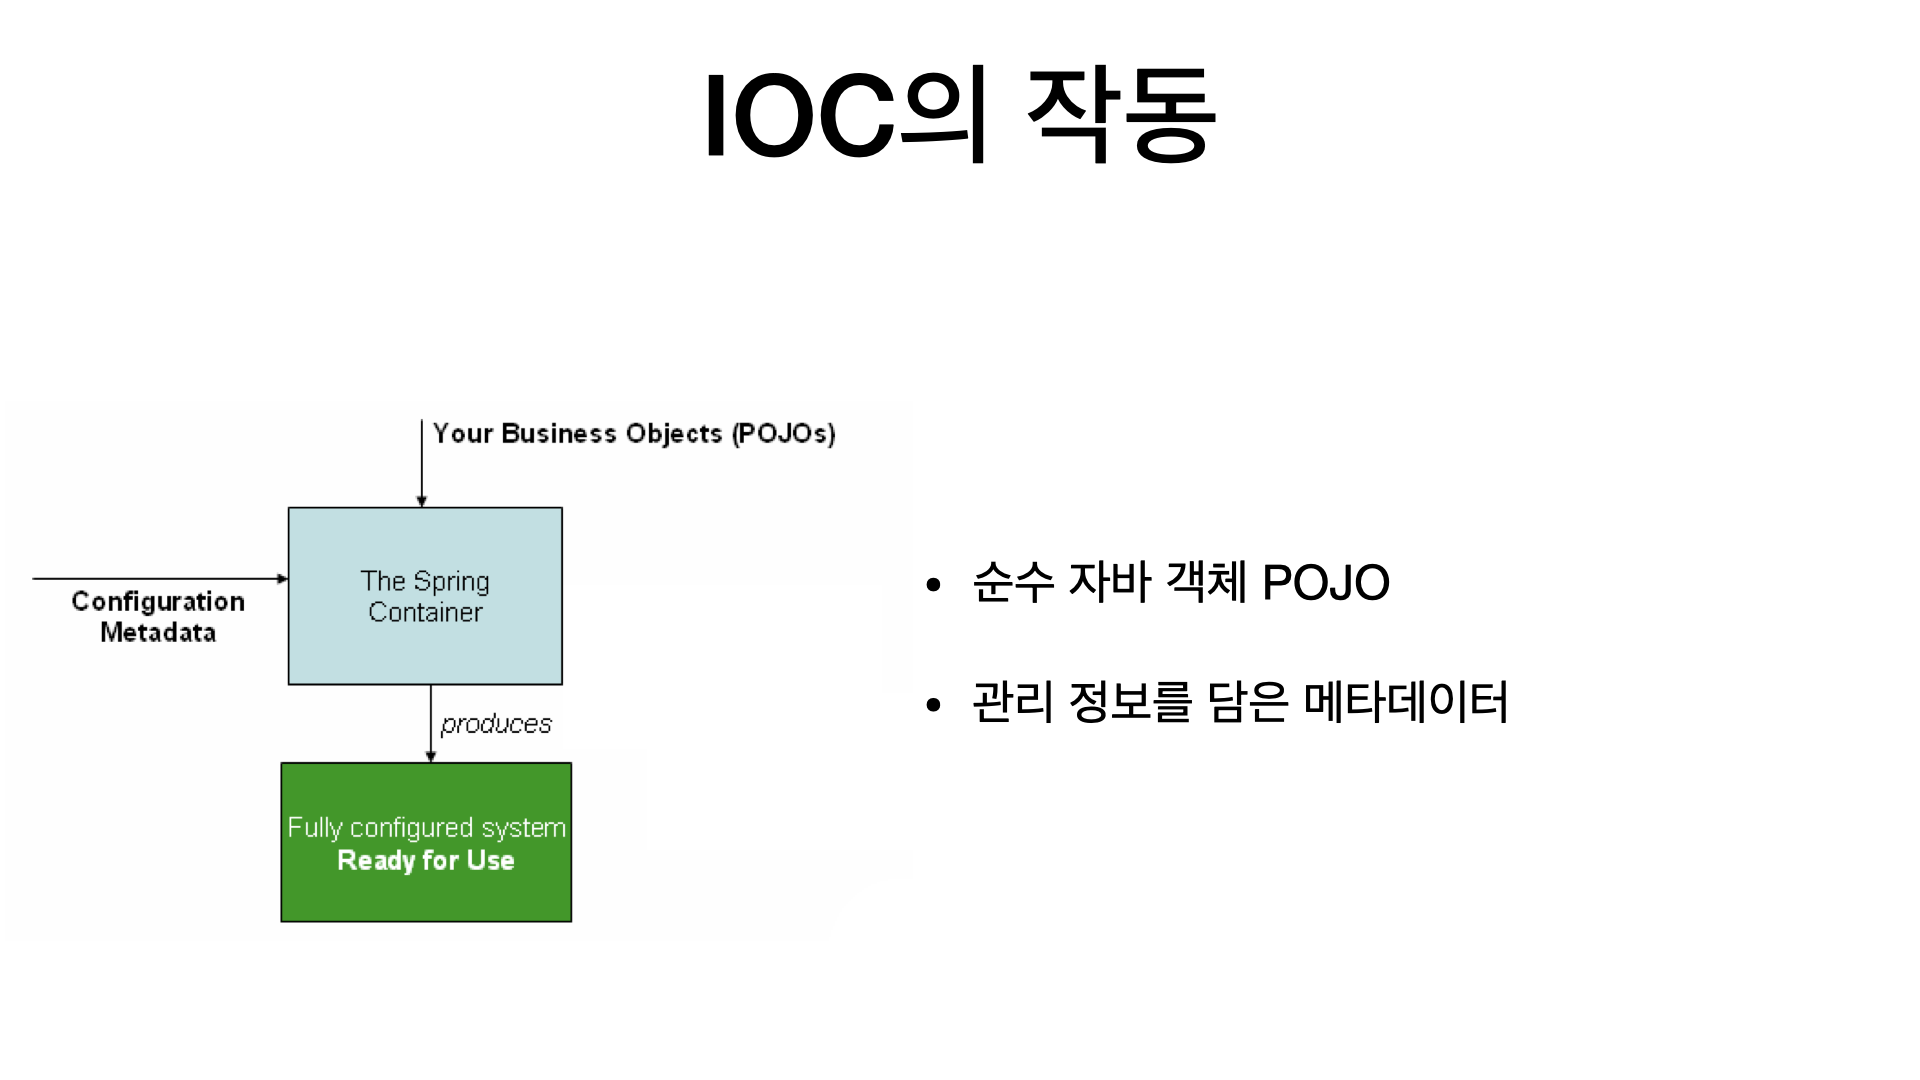 IOC의 작동
Your Business Objects (POJOs)
The Spring
Container
Configuration
Metadata
produces
Fully configured system
Ready for Use
• 순수 자바 객체 POJO
• 관리 정보를 담은 메타데이터